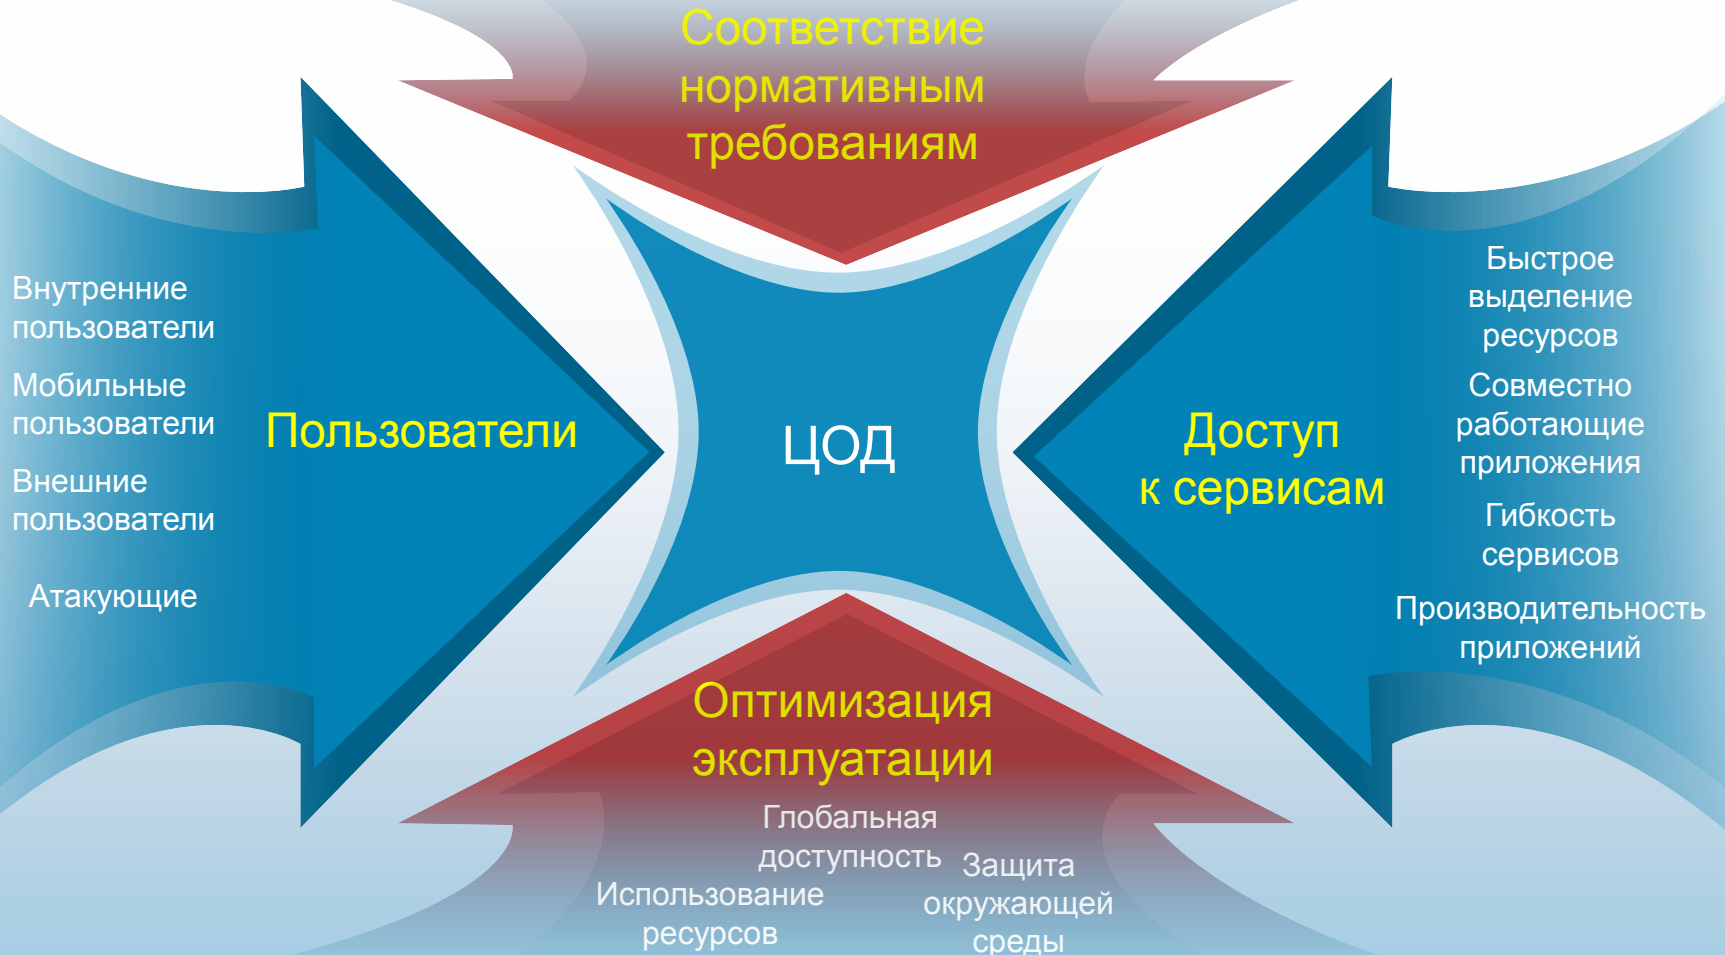 Соответствие
нормативным
требованиям
Внутренние
пользователи
Мобильные
пользователи
Внешние
пользователи
Атакующие
Пользователи
ЦОД
Доступ
к сервисам
Быстрое
выделение
ресурсов
Совместно
работающие
приложения
Гибкость
сервисов
Производительность
приложений
Оптимизация
эксплуатации
Глобальная
доступность
Использование
ресурсов
Защита
окружающей
среды